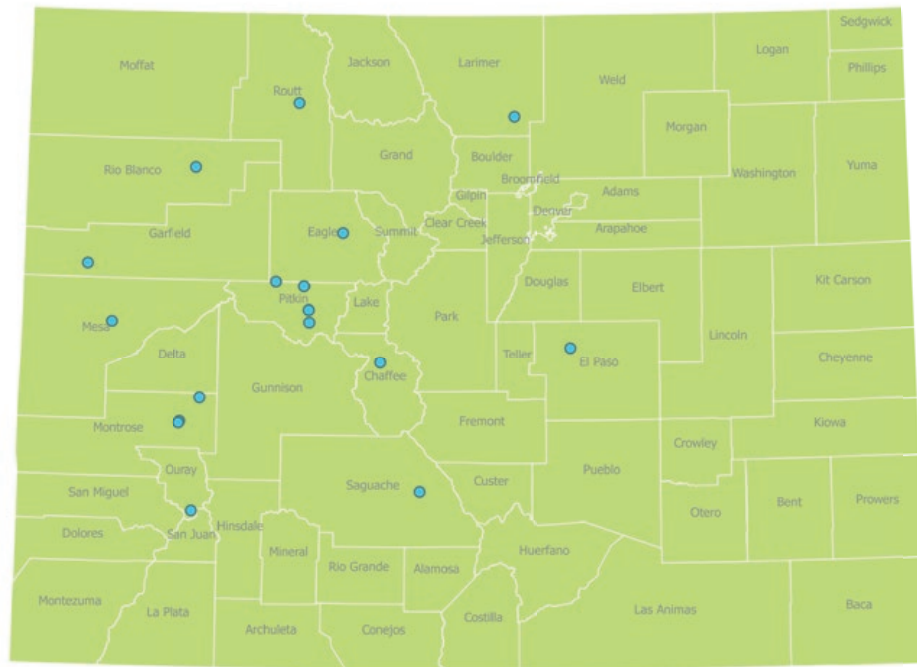 Sedgwick
Logan
Jackson
Larimer
Moffat
Phillips
Weld
Routt
Morgan
Grand
Boulder
Rio Blanco
Yuma
Washington
Broomfield
Adams
Gilpin
Denver
Clear Creek
Arapahoe
Eagle
Summit
Garfeld
Jefferson
Kit Carson
Douglas
Elbert
Pitkin
Lake
Park
Mesa
Lincoln
Delta
Teller
El Paso
Cheyenne
Chaffee
Gunnison
Fremont
Kiowa
Montrose
Crowley
Ouray
Pueblo
Custer
Saguache
San Miguel
Bent
Prowers
Otero
Hinsdale
Dolores
San Juan
Mineral
Huerfano
Rio Grande
Alamosa
Montezuma
La Plata
Las Animas
Baca
Costilla
Archuleta
Conejos